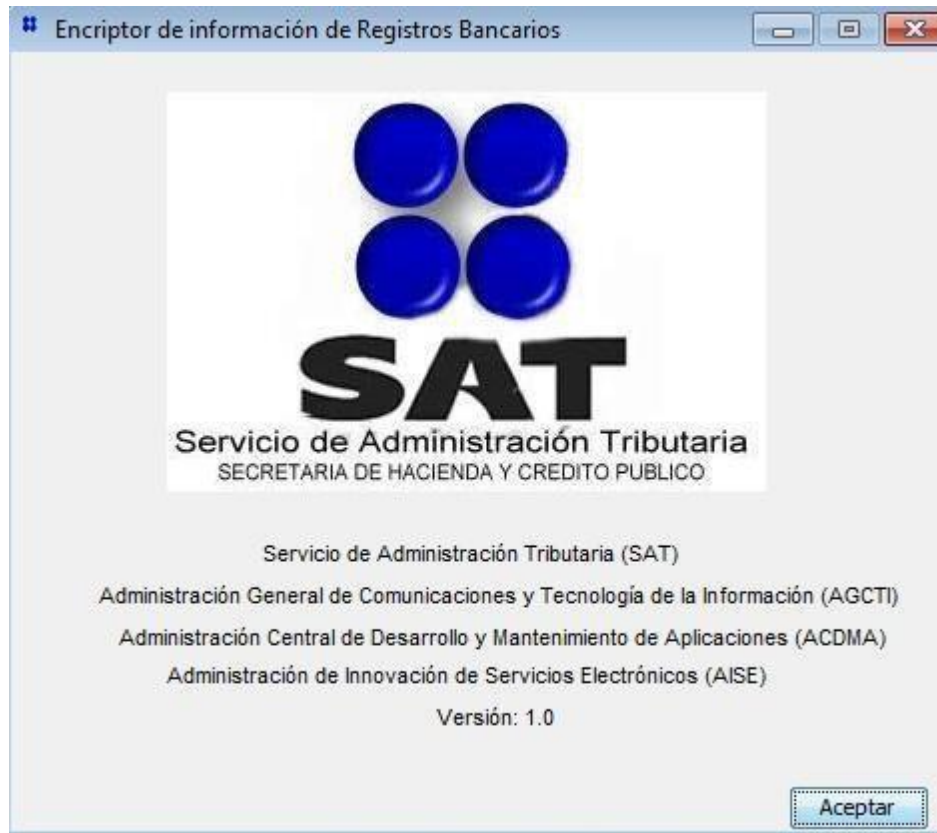 Encriptor de información de Registros Bancarios
SAT
Servicio de Administración Tributaria
SECRETARIA DE HACIENDA Y CREDITO PUBLICO
Servicio de Administración Tributaria (SAT)
Administración General de Comunicaciones y Tecnología de la Información (AGCTI)
Administración Central de Desarrollo y Mantenimiento de Aplicaciones (ACDMA)
Administración de Innovación de Servicios Electrónicos (AISE)
Versión: 1.0
Aceptar